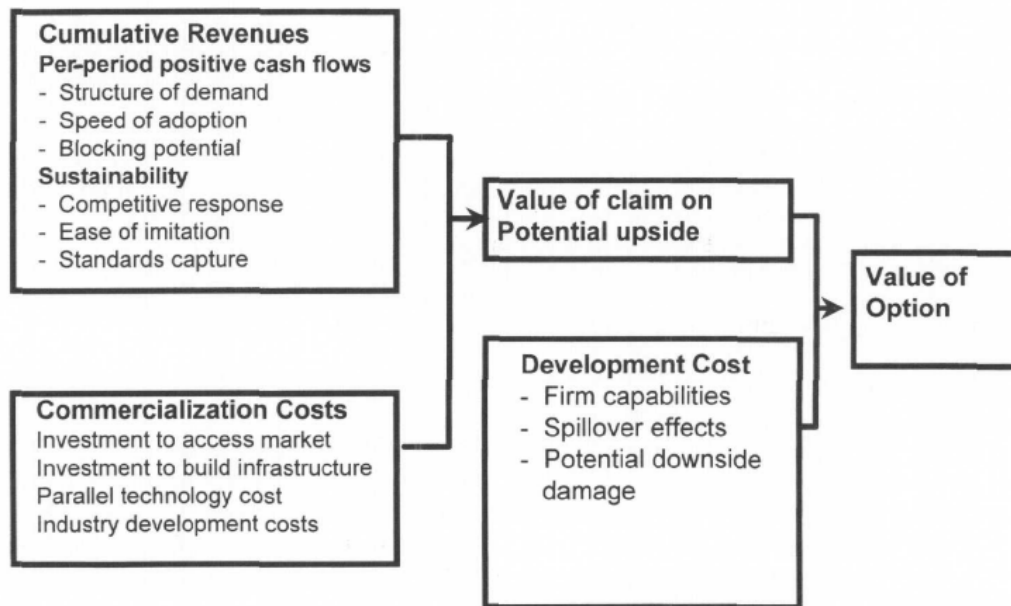 Cumulative Revenues
Per-period positive cash flows
- Structure of demand
- Speed of adoption
- Blocking potential
Sustainability
- Competitive response
- Ease of imitation
- Standards capture
Commercialization Costs
Investment to access market
Investment to build infrastructure
Parallel technology cost
Industry development costs
Value of claim on
Potential upside
Development Cost
- Firm capabilities
- Spillover effects
- Potential downside
damage
Value of
Option